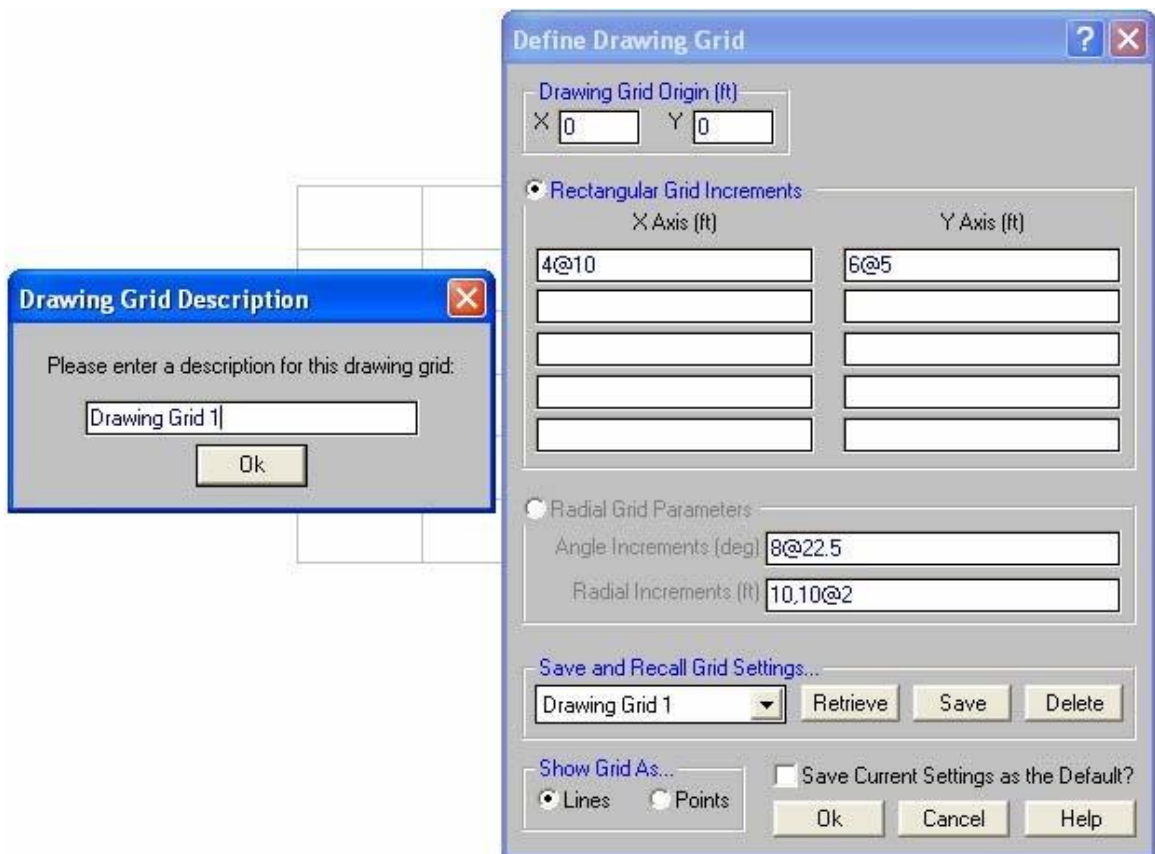 Define Drawing Grid
Drawing Grid Origin (ft)
X 0 Y 0
Rectangular Grid Increments
X Axis (ft) Y Axis (ft)
4@10 6@5
Drawing Grid Description
Please enter a description for this drawing grid:
Drawing Grid 1
Ok
Radial Grid Parameters
Angle Increments (deg) 8@22.5
Radial Increments (ft) 10,10@2
Save and Recall Grid Settings...
Drawing Grid 1 Retrieve Save Delete
Show Grid As...
Lines Points
Save Current Settings as the Default?
Ok Cancel Help